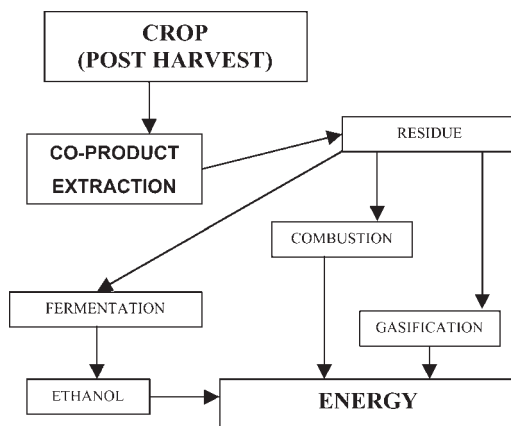 CROP
(POST HARVEST)
RESIDUE
CO-PRODUCT
EXTRACTION
COMBUSTION
FERMENTATION
GASIFICATION
ETHANOL
ENERGY